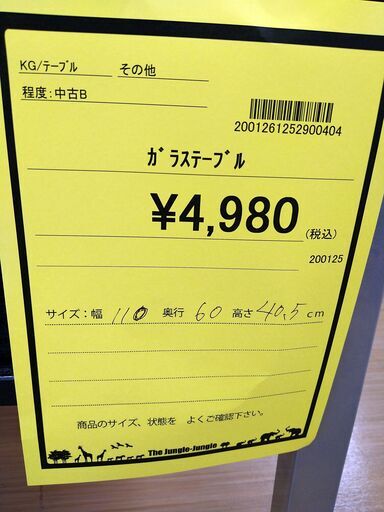 KG/ﾃｰﾌﾞﾙ その他
程度:中古B
2001261252900404
ｶﾞﾗｽﾃｰﾌﾞﾙ
¥4,980(税込)
200125
サイズ:幅 110 奥行 60 高さ 40.5 cm
商品のサイズ、状態を よくご確認下さい。
The Jungle-Jungle